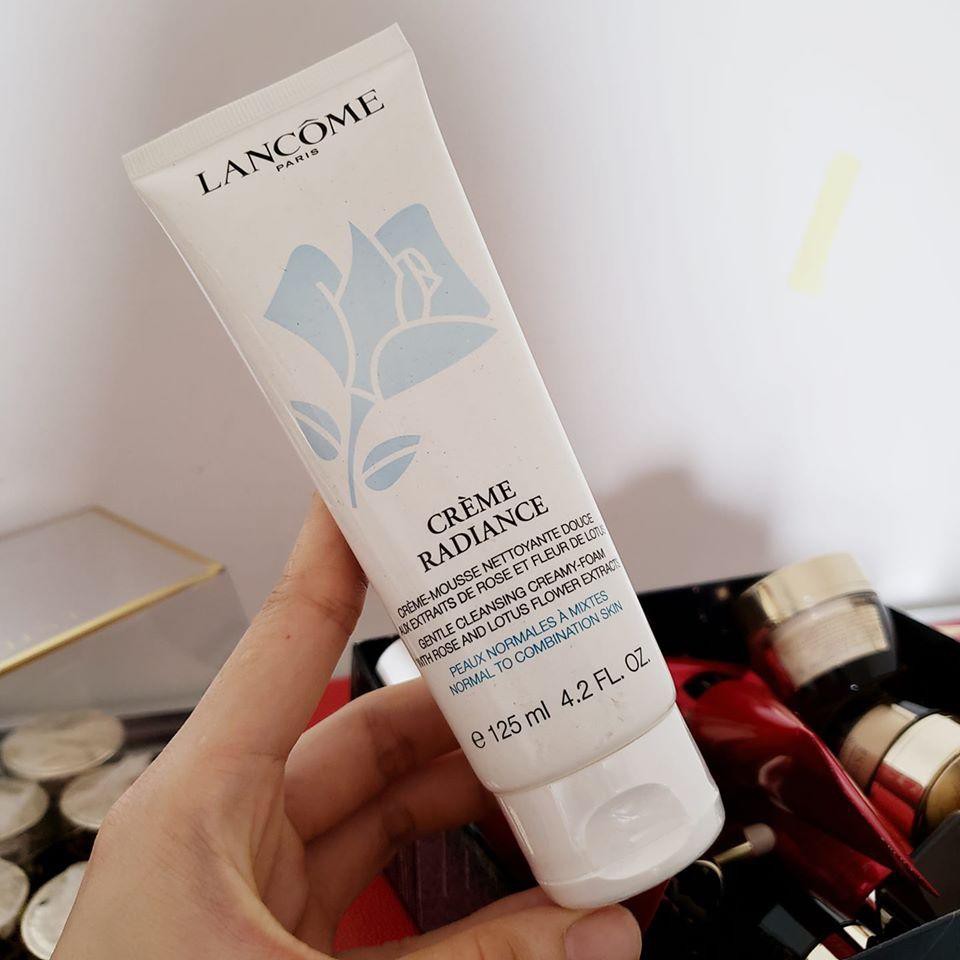 LANCÔME
PARIS
CRÈME
RADIANCE
CRÈME-MOUSSE NETTOYANTE DOUCE
AUX EXTRAITS DE ROSE ET FLEUR DE LOTUS
GENTLE CLEANSING CREAMY-FOAM
WITH ROSE AND LOTUS FLOWER EXTRACTS
PEAUX NORMALES À MIXTES
NORMAL TO COMBINATION SKIN
e 125 ml 4.2 FL. OZ.